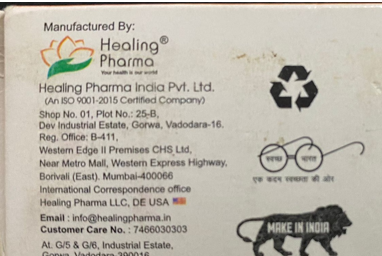 Manufactured By:
Healing®
Pharma
Your health is our world
Healing Pharma India Pvt. Ltd.
(An ISO 9001-2015 Certified Company)
Shop No. 01, Plot No.: 25-B,
Dev Industrial Estate, Gorwa, Vadodara-16.
Reg. Office: B-411,
Western Edge II Premises CHS Ltd,
Near Metro Mall, Western Express Highway,
Borivali (East). Mumbai-400066
International Correspondence office
Healing Pharma LLC, DE USA
Email : info@healingpharma.in
Customer Care No. : 7466030303
At. G/5 & G/6, Industrial Estate,
Gorwa, Vadodara-390016
स्वच्छ भारत
एक कदम स्वच्छता की ओर
MAKE IN INDIA